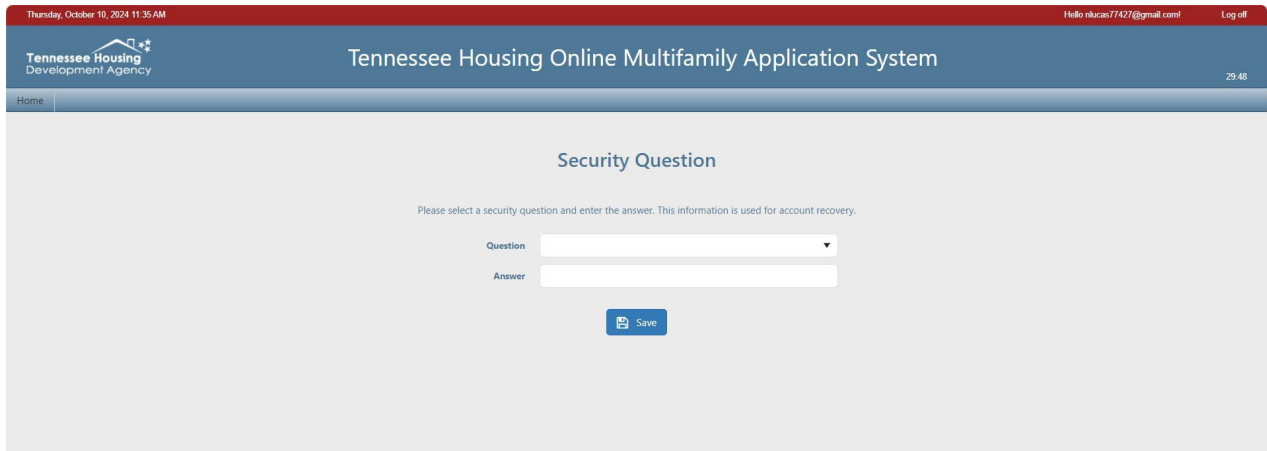 Thursday, October 10, 2024 11:35 AM
Hello nlucas77427@gmail.com!
Log off
Tennessee Housing
Development Agency
Tennessee Housing Online Multifamily Application System
29:48
Home
Security Question
Please select a security question and enter the answer. This information is used for account recovery.
Question
Answer
Save